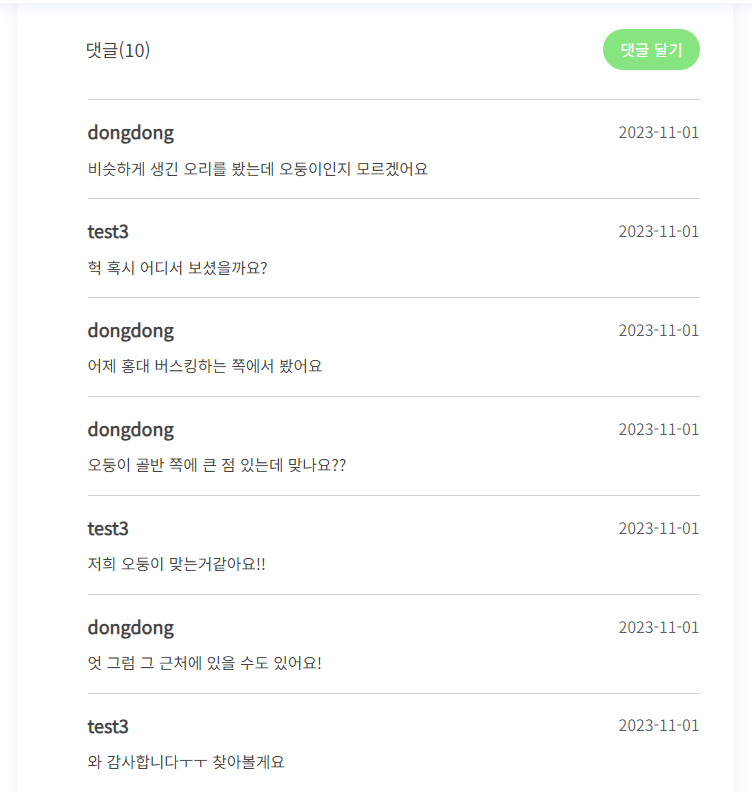 댓글(10)
댓글 달기
dongdong
2023-11-01
비슷하게 생긴 오리를 봤는데 오둥이인지 모르겠어요
test3
2023-11-01
헉 혹시 어디서 보셨을까요?
dongdong
2023-11-01
어제 홍대 버스킹하는 쪽에서 봤어요
dongdong
2023-11-01
오둥이 골반 쪽에 큰 점 있는데 맞나요??
test3
2023-11-01
저희 오둥이 맞는거같아요!!
dongdong
2023-11-01
엇 그럼 그 근처에 있을 수도 있어요!
test3
2023-11-01
와 감사합니다ㅜㅜ 찾아볼게요